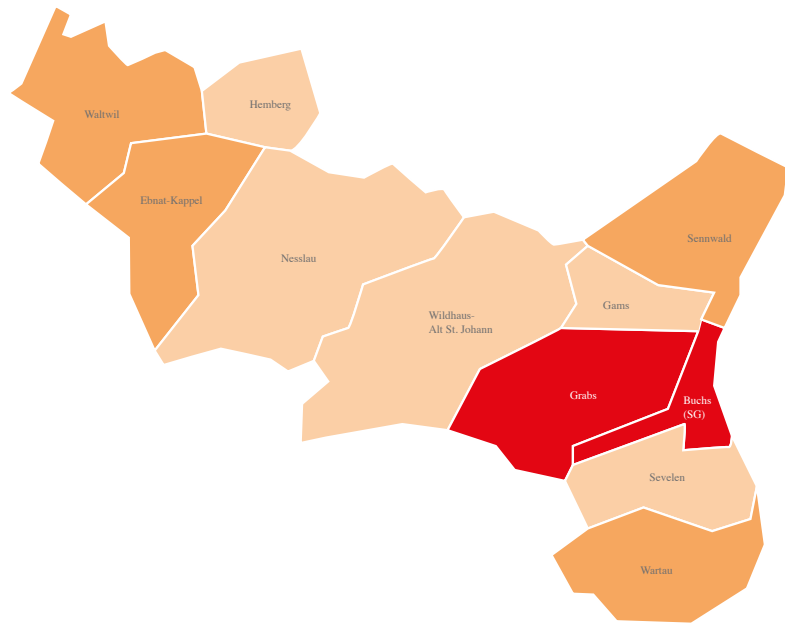 Hemberg
Waltwil
Ebnat-Kappel
Sennwald
Nesslau
Gams
Wildhaus-
Alt St. Johann
Grabs
Buchs
(SG)
Sevelen
Wartau